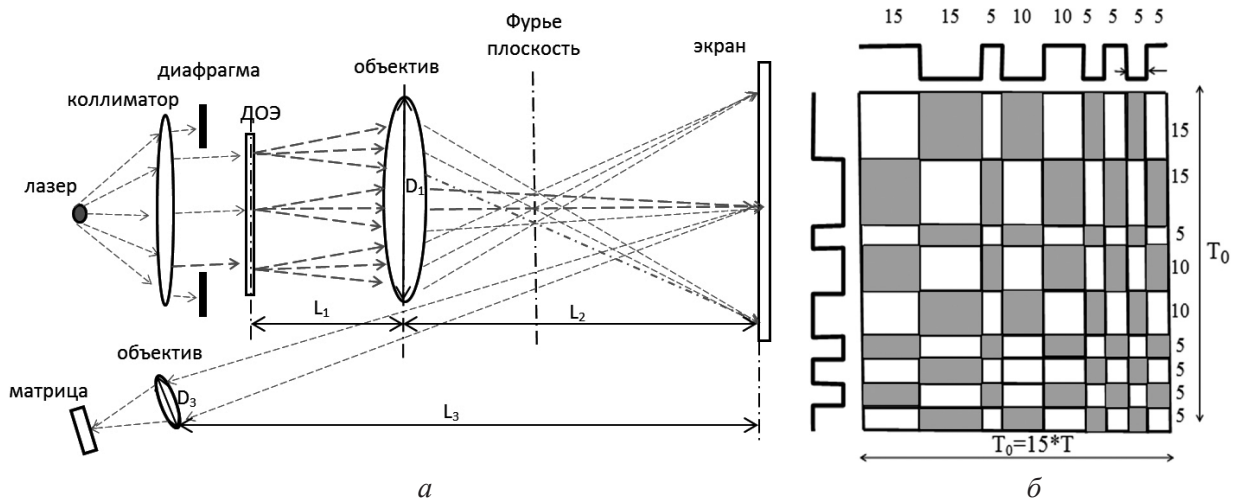 Фурье
плоскость
экран
объектив
диафрагма
коллиматор
ДОЭ
лазер
D1
L1
L2
объектив
матрица
D3
L3
а
15 15 5 10 10 5 5 5 5
15
15
5
10
10
5
5
5
5
T0
T0=15*T
б